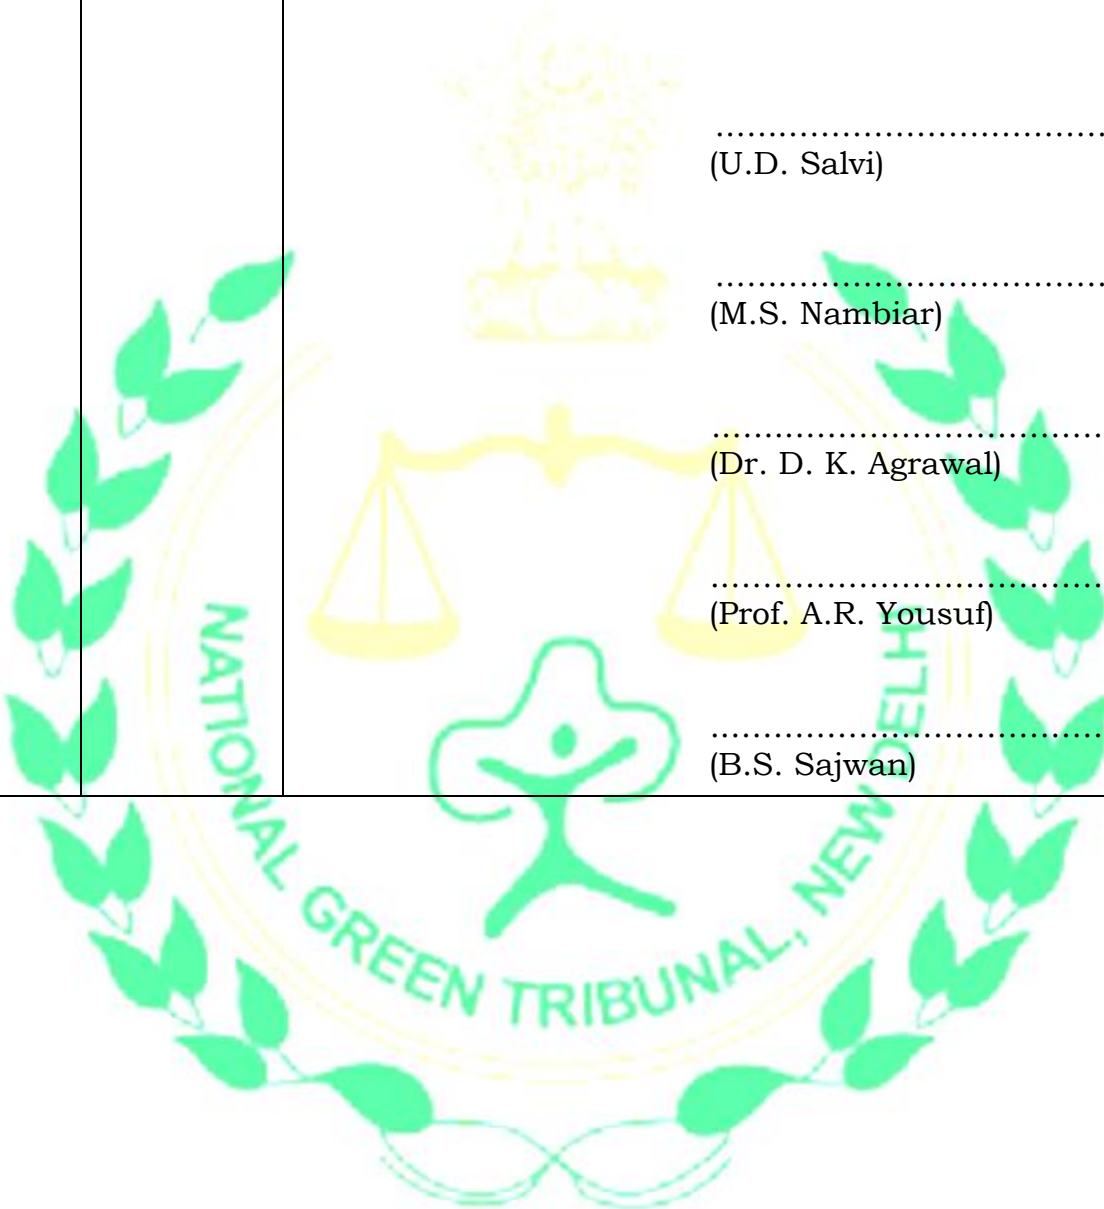 .....................................
(U.D. Salvi)
.....................................
(M.S. Nambiar)
.....................................
(Dr. D. K. Agrawal)
.....................................
(Prof. A.R. Yousuf)
.....................................
(B.S. Sajwan)
NATIONAL GREEN TRIBUNAL, NEW DELHI